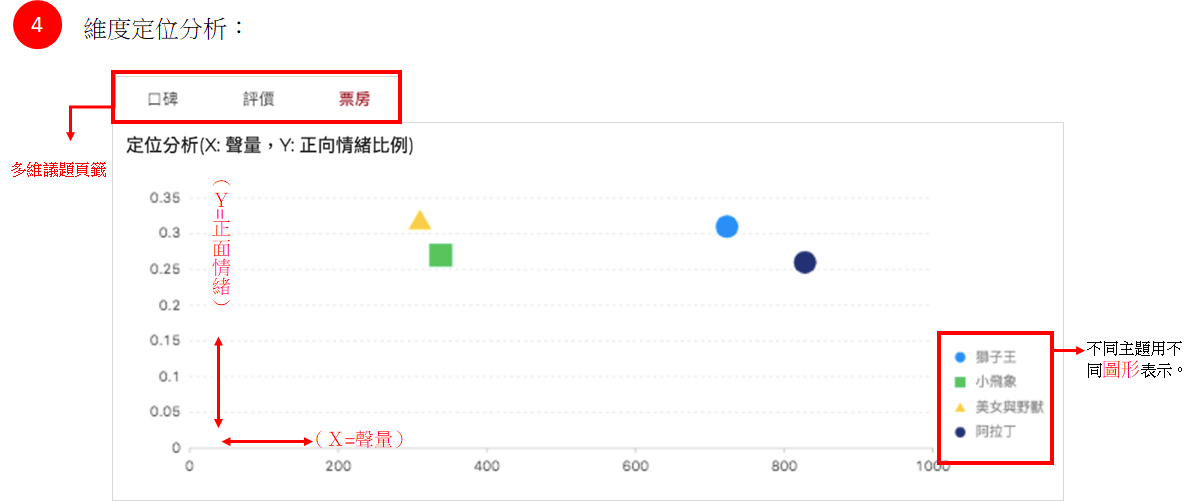 4
維度定位分析：
口碑 評價 票房
多維議題頁籤
定位分析(X: 聲量，Y: 正向情緒比例)
（Y=正面情緒）
0.35
0.3
0.25
0.2
0.15
0.1
0.05
0
（X=聲量）
0 200 400 600 800 1000
獅子王
小飛象
美女與野獸
阿拉丁
不同主題用不
同圖形表示。